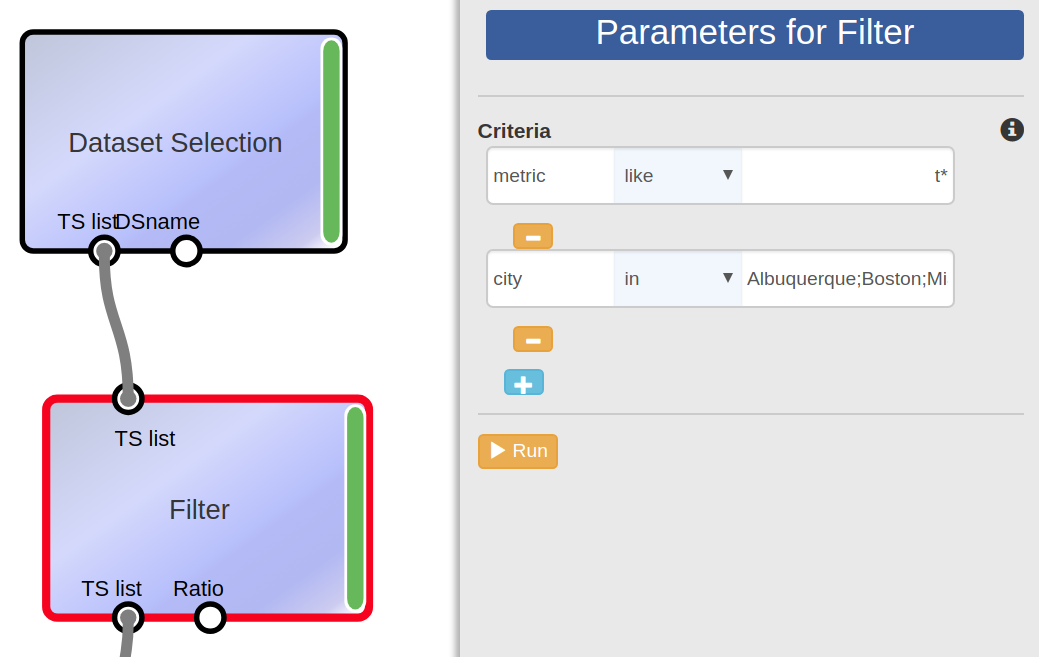 Dataset Selection
TS list DSname
TS list
Filter
TS list Ratio
Parameters for Filter
Criteria
metric like t*
city in Albuquerque;Boston;Mi
Run